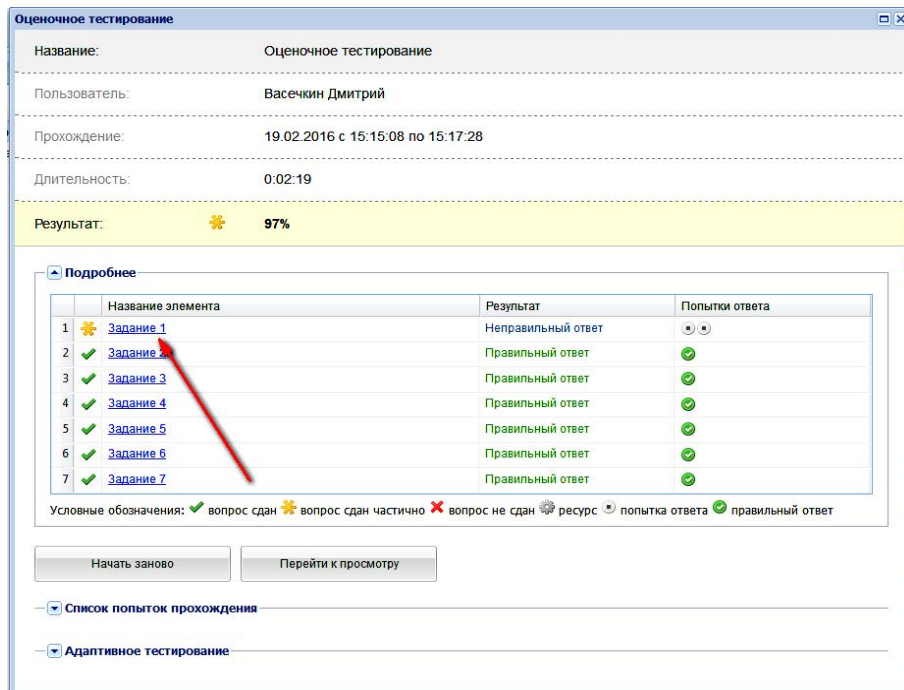 Оценочное тестирование
Название: Оценочное тестирование
Пользователь: Васечкин Дмитрий
Прохождение: 19.02.2016 с 15:15:08 по 15:17:28
Длительность: 0:02:19
Результат: 97%
Подробнее
Название элемента Результат Попытки ответа
1 Задание 1 Неправильный ответ
2 Задание 2 Правильный ответ
3 Задание 3 Правильный ответ
4 Задание 4 Правильный ответ
5 Задание 5 Правильный ответ
6 Задание 6 Правильный ответ
7 Задание 7 Правильный ответ
Условные обозначения: вопрос сдан вопрос сдан частично вопрос не сдан ресурс попытка ответа правильный ответ
Начать заново Перейти к просмотру
Список попыток прохождения
Адаптивное тестирование